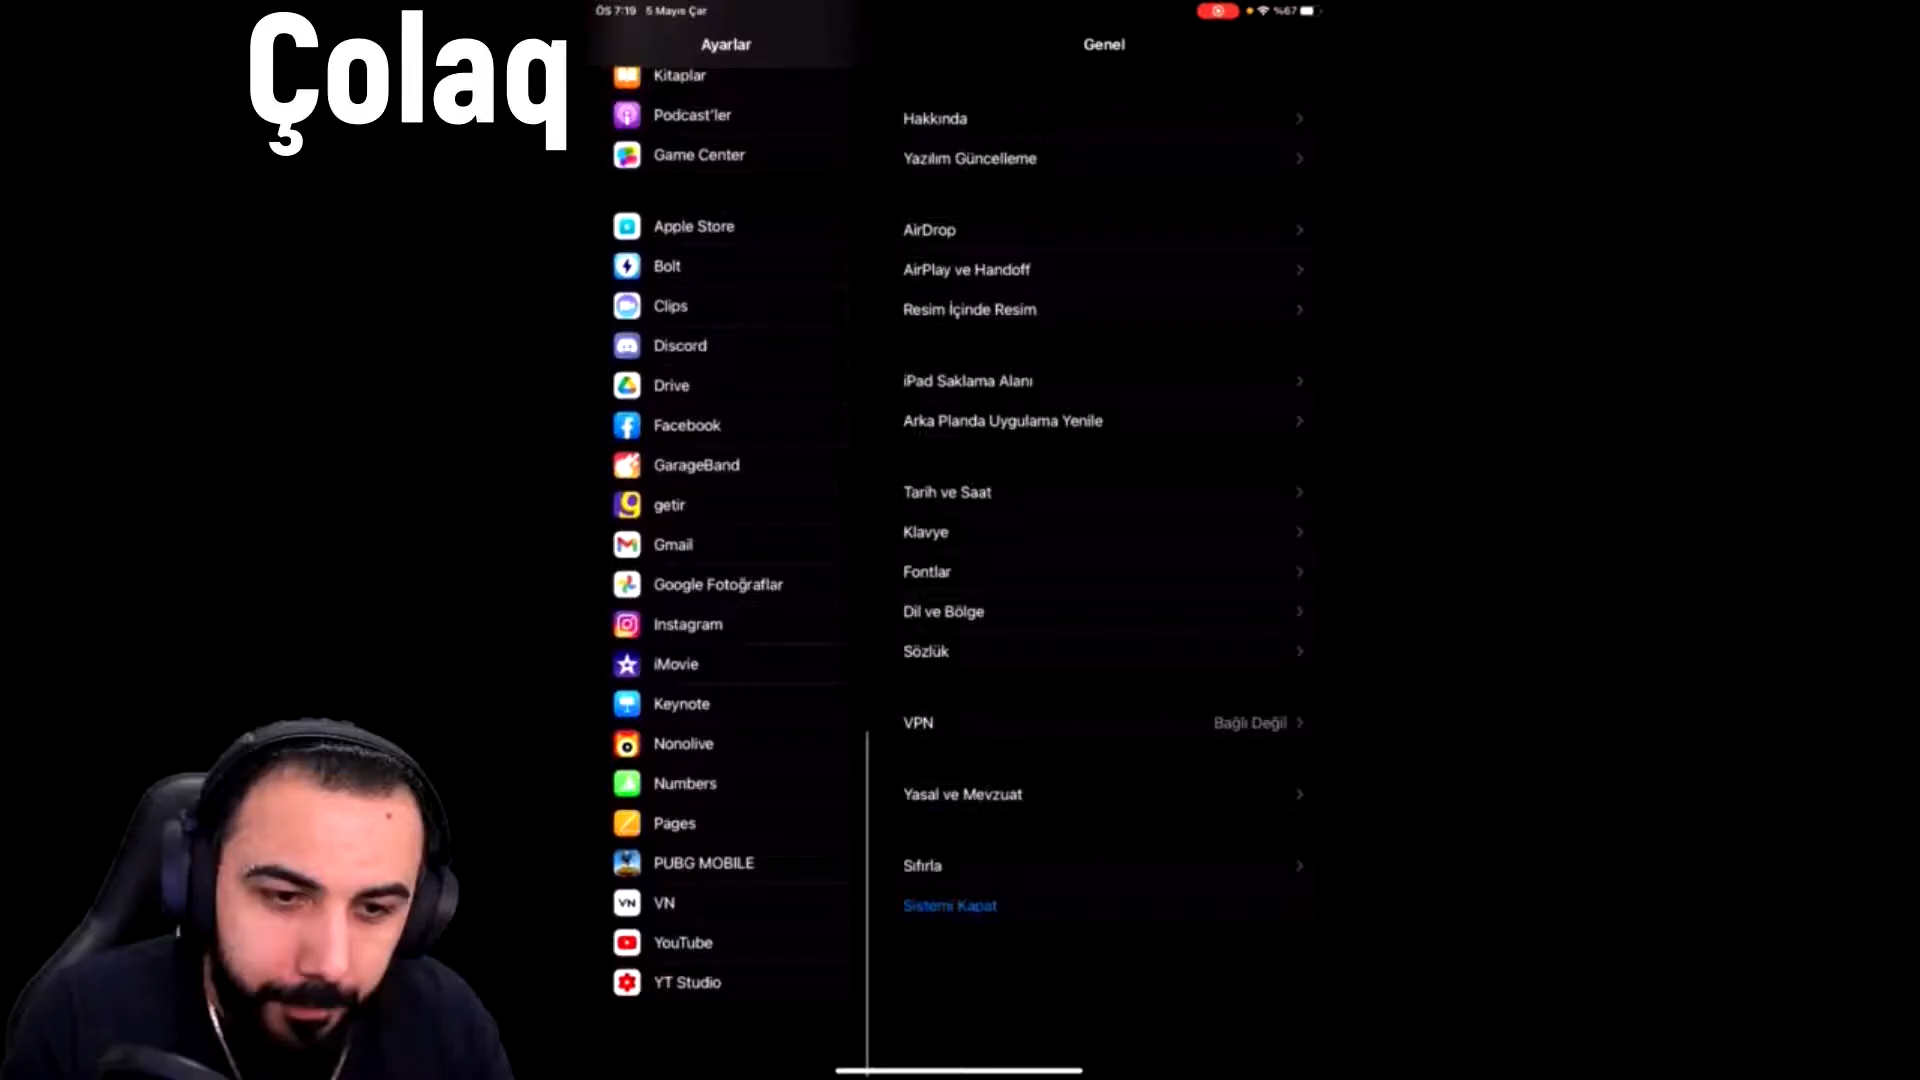 Çolaq
ÖS 7:19 5 Mayıs Çar
%67
Ayarlar
Kitaplar
Podcast'ler
Game Center
Apple Store
Bolt
Clips
Discord
Drive
Facebook
GarageBand
getir
Gmail
Google Fotoğraflar
Instagram
iMovie
Keynote
Nonolive
Numbers
Pages
PUBG MOBILE
VN
VN
YouTube
YT Studio
Genel
Hakkında
Yazılım Güncelleme
AirDrop
AirPlay ve Handoff
Resim İçinde Resim
iPad Saklama Alanı
Arka Planda Uygulama Yenile
Tarih ve Saat
Klavye
Fontlar
Dil ve Bölge
Sözlük
VPN Bağlı Değil
Yasal ve Mevzuat
Sıfırla
Sistemi Kapat